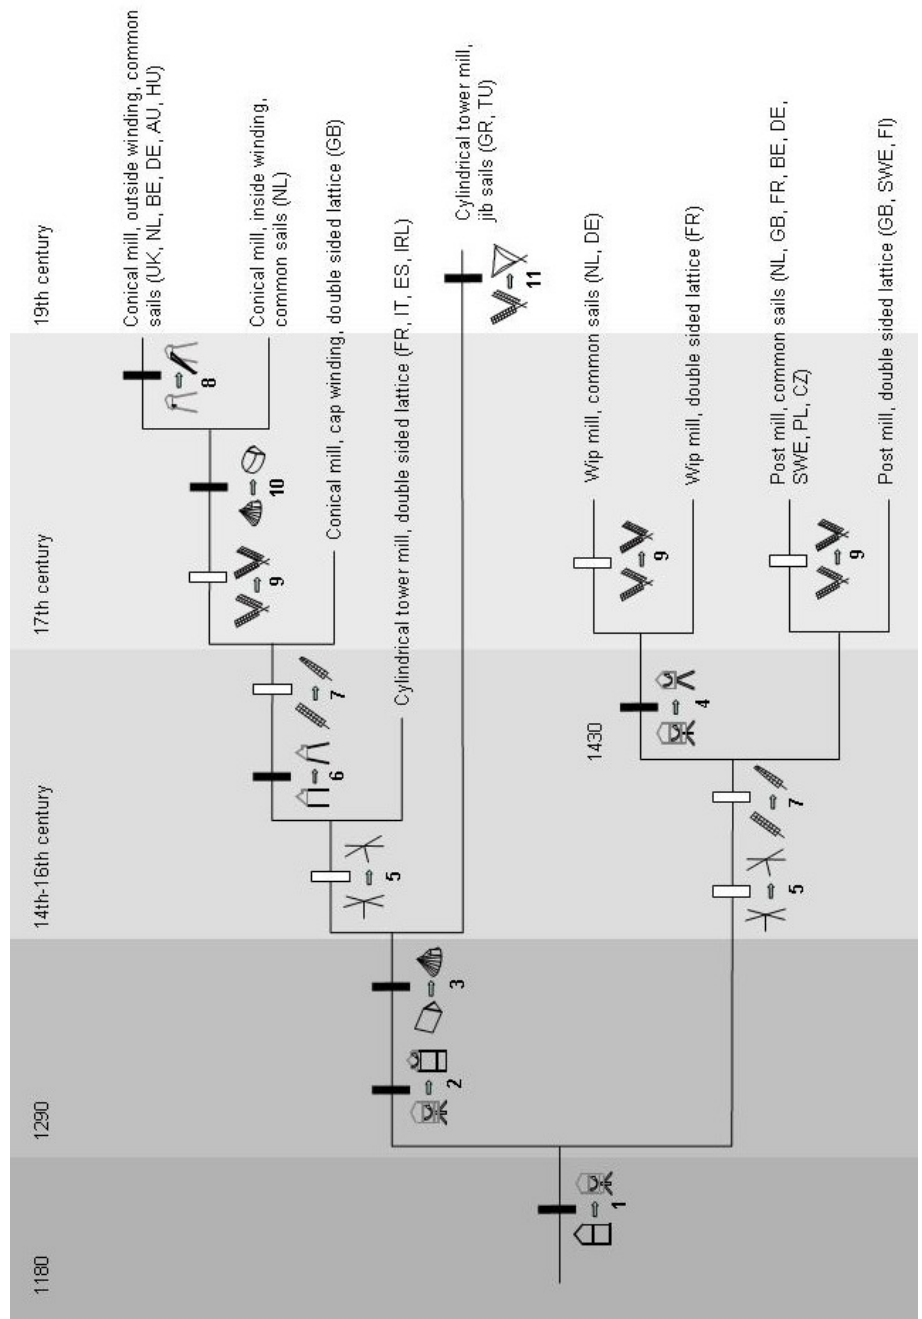 1180
1290
14th-16th century
17th century
19th century
1430
Conical mill, outside winding, common
sails (UK, NL, BE, DE, AU, HU)
Conical mill, inside winding,
common sails (NL)
Conical mill, cap winding, double sided lattice (GB)
Cylindrical tower mill, double sided lattice (FR, IT, ES, IRL)
Cylindrical tower mill,
jib sails (GR, TU)
Wip mill, common sails (NL, DE)
Wip mill, double sided lattice (FR)
Post mill, common sails (NL, GB, FR, BE, DE,
SWE, PL, CZ)
Post mill, double sided lattice (GB, SWE, FI)
1
2
3
5
6
7
9
10
8
11
5
7
4
9
9